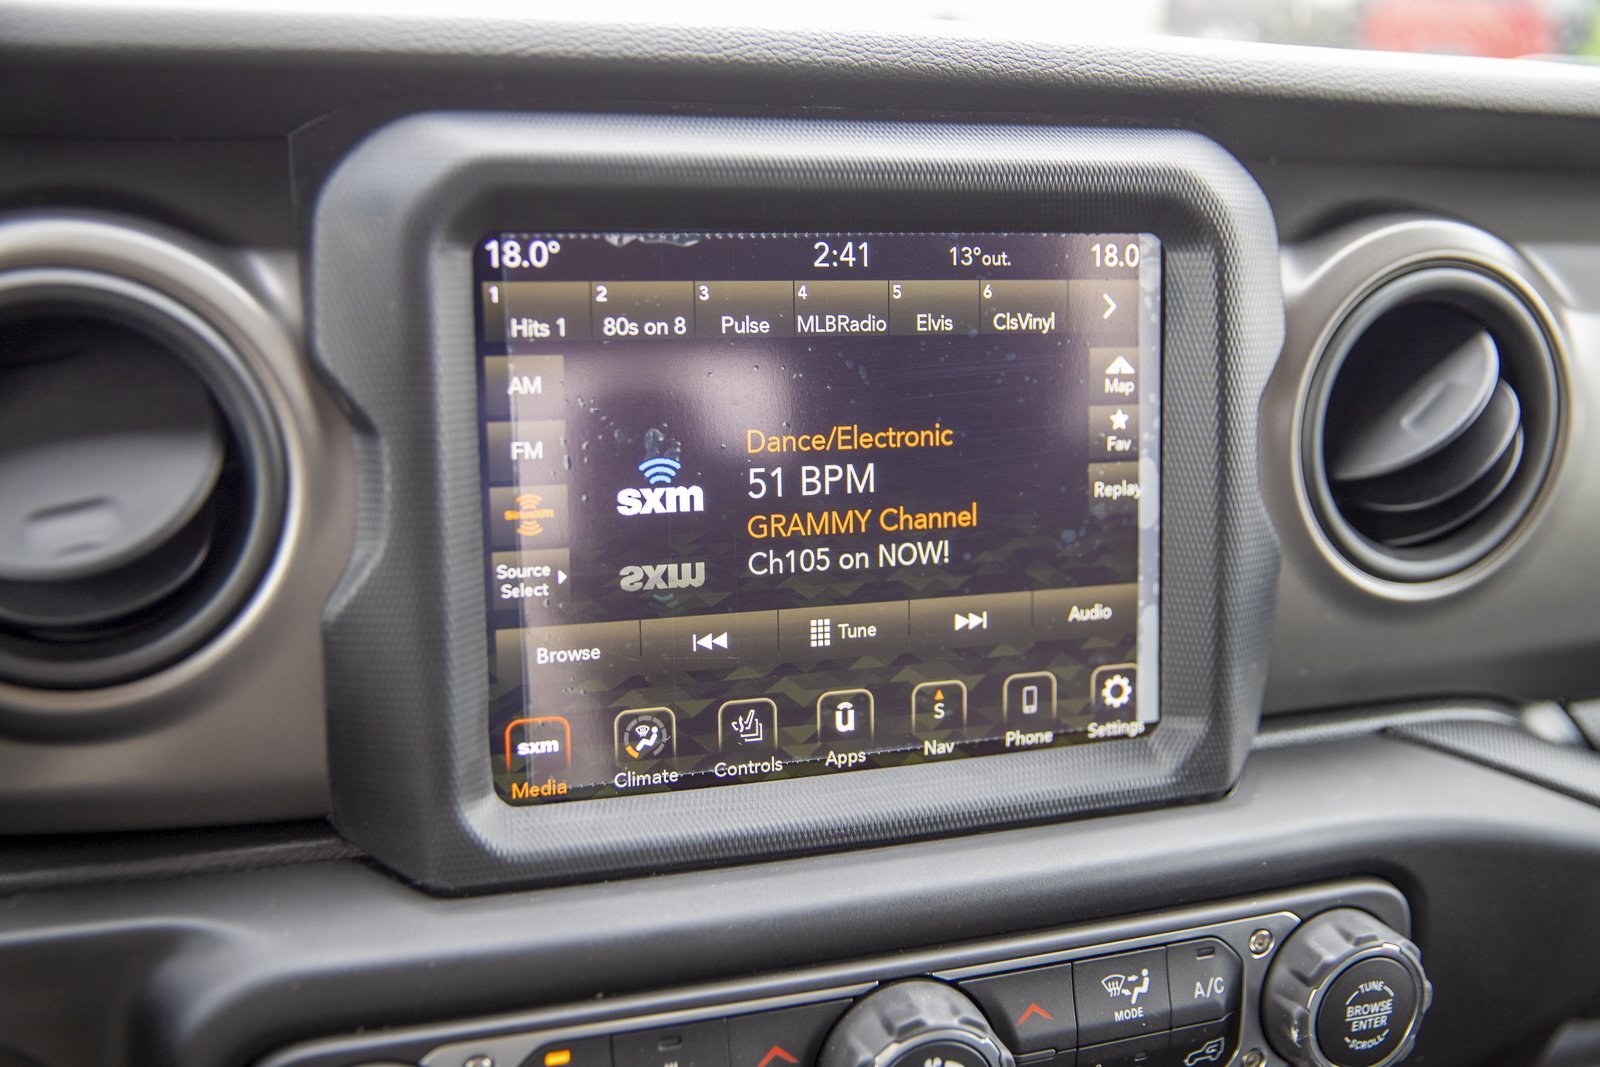 18.0° 2:41 13°out. 18.0
1 2 3 4 5 6
Hits 1 80s on 8 Pulse MLBRadio Elvis ClsVinyl
AM
Map
FM
Fav
SiriusXM
Replay
Source
Select
sxm
Dance/Electronic
51 BPM
GRAMMY Channel
Ch105 on NOW!
sxm
Browse Tune Audio
sxm u S
Media Climate Controls Apps Nav Phone Settings
MODE
A/C
TUNE
BROWSE
ENTER
SCROLL